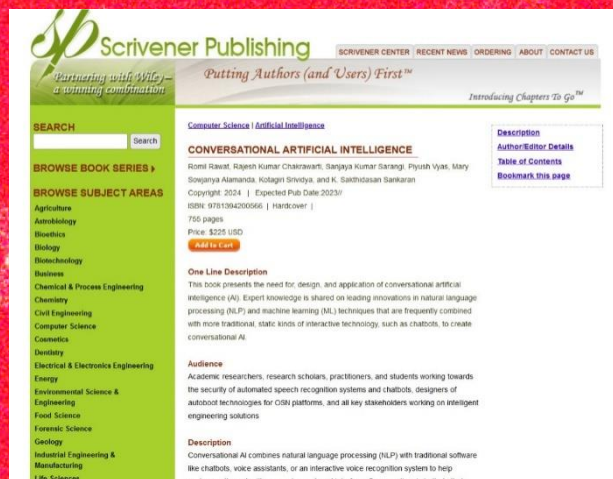 sp Scrivener Publishing
SCRIVENER CENTER RECENT NEWS ORDERING ABOUT CONTACT US
Partnering with Wiley –
a winning combination
Putting Authors (and Users) First™
Introducing Chapters To Go™
SEARCH
Search
BROWSE BOOK SERIES
BROWSE SUBJECT AREAS
Agriculture
Astrobiology
Bioethics
Biology
Biotechnology
Business
Chemical & Process Engineering
Chemistry
Civil Engineering
Computer Science
Cosmetics
Dentistry
Electrical & Electronics Engineering
Energy
Environmental Science &
Engineering
Food Science
Forensic Science
Geology
Industrial Engineering &
Manufacturing
Life Sciences
Computer Science | Artificial Intelligence
CONVERSATIONAL ARTIFICIAL INTELLIGENCE
Romil Rawat, Rajesh Kumar Chakrawarti, Sanjaya Kumar Sarangi, Piyush Vyas, Mary
Sowjanya Alamanda, Kotagiri Srividya, and K. Sakthidasan Sankaran
Copyright: 2024 | Expected Pub Date:2023//
ISBN: 9781394200566 | Hardcover |
755 pages
Price: $225 USD
Add to Cart
One Line Description
This book presents the need for, design, and application of conversational artificial
intelligence (AI). Expert knowledge is shared on leading innovations in natural language
processing (NLP) and machine learning (ML) techniques that are frequently combined
with more traditional, static kinds of interactive technology, such as chatbots, to create
conversational AI.
Audience
Academic researchers, research scholars, practitioners, and students working towards
the security of automated speech recognition systems and chatbots, designers of
autoboot technologies for OSN platforms, and all key stakeholders working on intelligent
engineering solutions
Description
Conversational AI combines natural language processing (NLP) with traditional software
like chatbots, voice assistants, or an interactive voice recognition system to help
Description
Author/Editor Details
Table of Contents
Bookmark this page